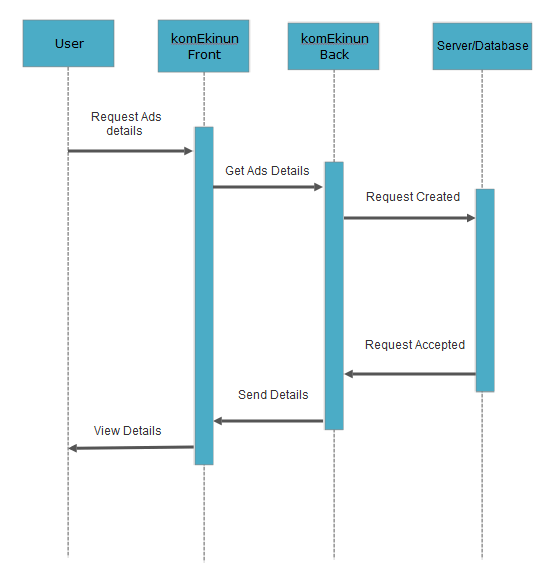 User
komEkinun
Front
komEkinun
Back
Server/Database
Request Ads
details
Get Ads Details
Request Created
Request Accepted
Send Details
View Details